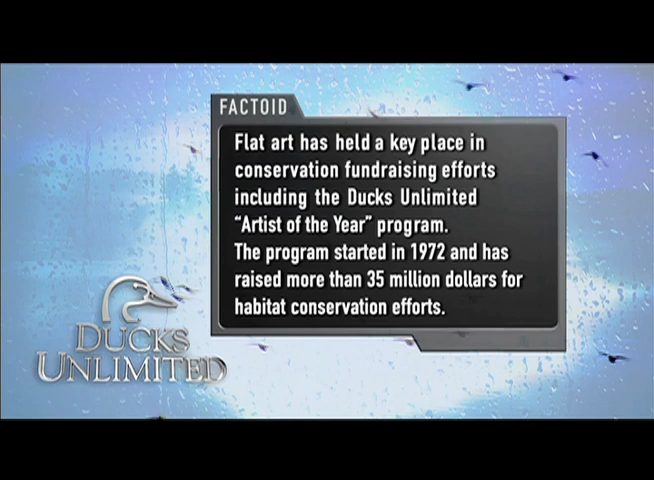 FACTOID
Flat art has held a key place in
conservation fundraising efforts
including the Ducks Unlimited
“Artist of the Year” program.
The program started in 1972 and has
raised more than 35 million dollars for
habitat conservation efforts.
DUCKS
UNLIMITED